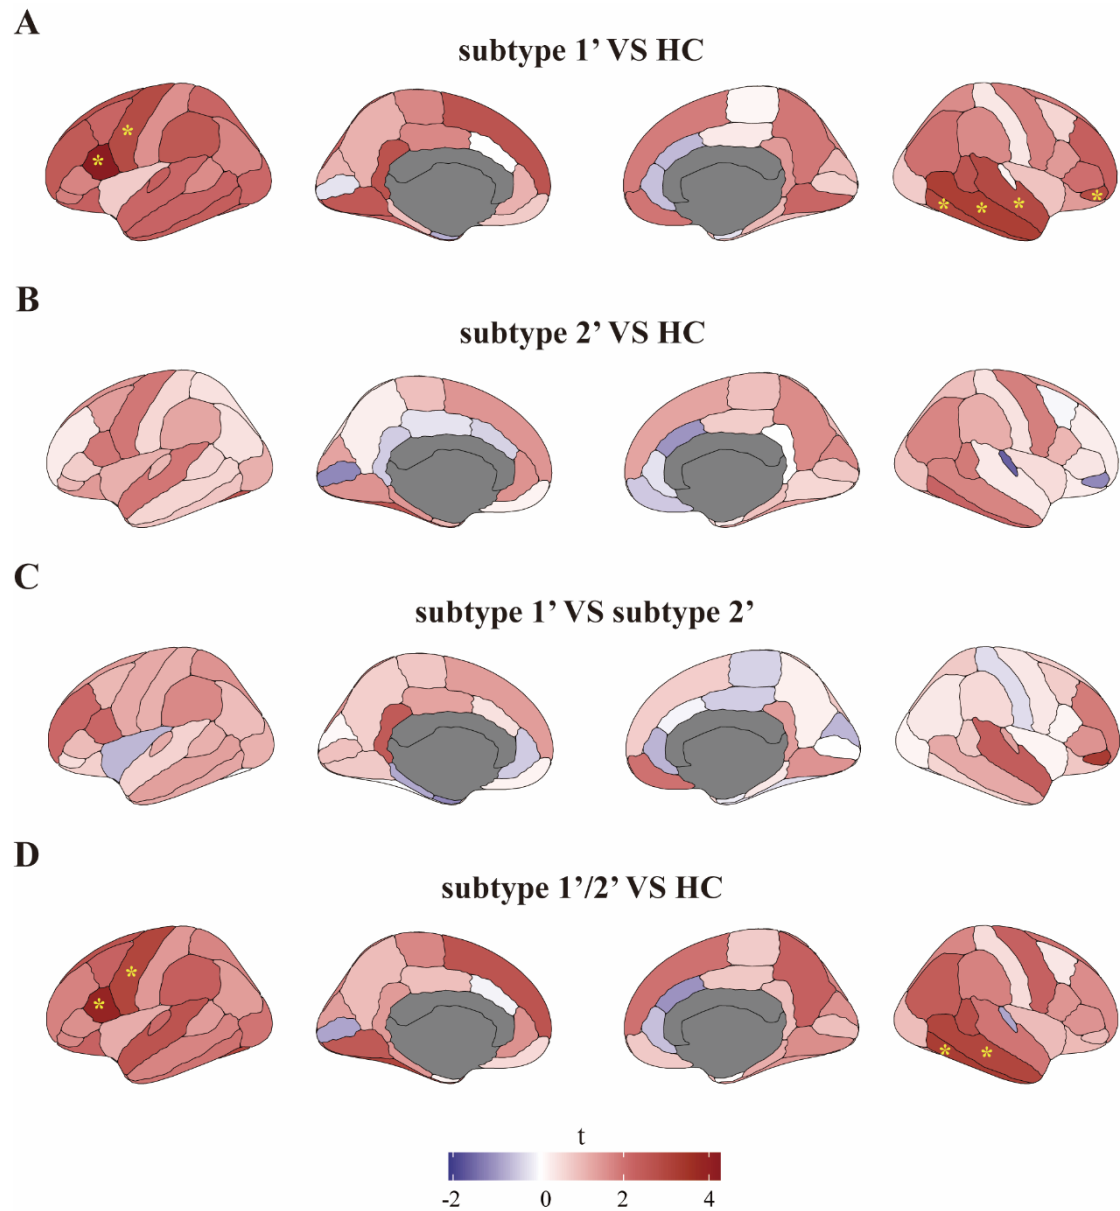 A
subtype 1’ VS HC
* * * * * *
B
subtype 2’ VS HC
C
subtype 1’ VS subtype 2’
D
subtype 1’/2’ VS HC
* * * *
t
-2 0 2 4